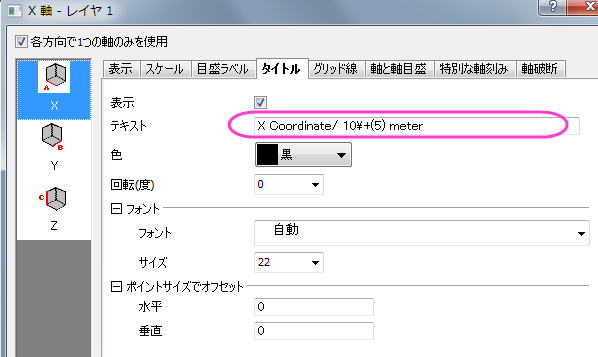 X 軸 - レイヤ 1
?
各方向で1つの軸のみを使用
表示 スケール 目盛ラベル タイトル グリッド線 軸と軸目盛 特別な軸刻み 軸破断
A
X
B
Y
C
Z
表示
テキスト X Coordinate/ 10¥+(5) meter
色 黒
回転(度) 0
フォント
フォント 自動
サイズ 22
ポイントサイズでオフセット
水平 0
垂直 0